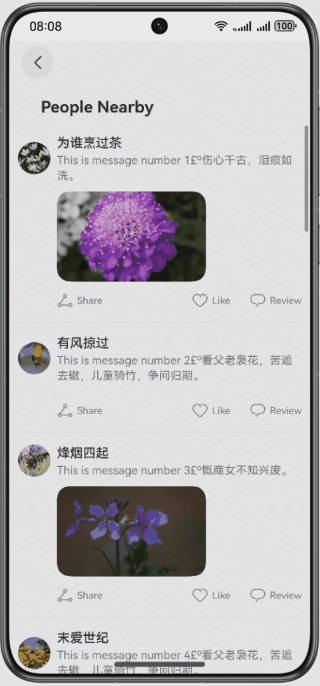 08:08
100
People Nearby
为谁烹过茶
This is message number 1£º伤心千古，泪痕如
洗。
Share Like Review
有风掠过
This is message number 2£º看父老裊花，苦遮
去辙，儿童骑竹，争问归期。
Share Like Review
烽烟四起
This is message number 3£º慨商女不知兴废。
Share Like Review
末爱世纪
This is message number 4£º看父老裊花，苦遮
去辙，儿童骑竹，争问归期。